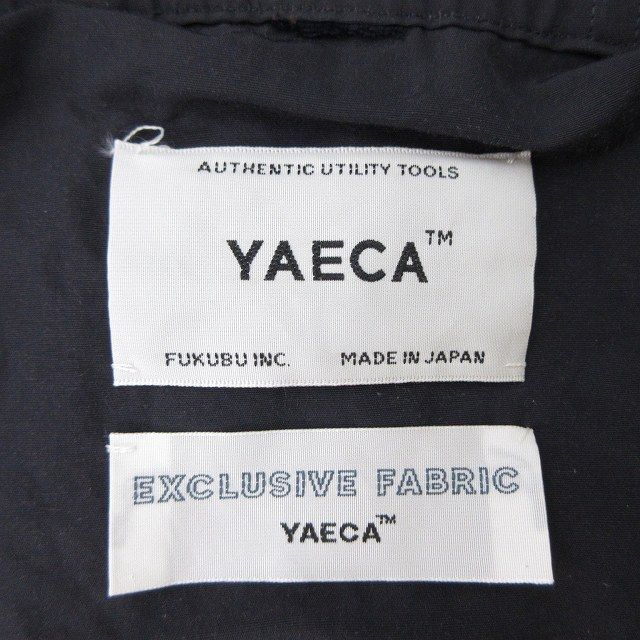 AUTHENTIC UTILITY TOOLS
YAECA™
FUKUBU INC. MADE IN JAPAN
EXCLUSIVE FABRIC
YAECA™